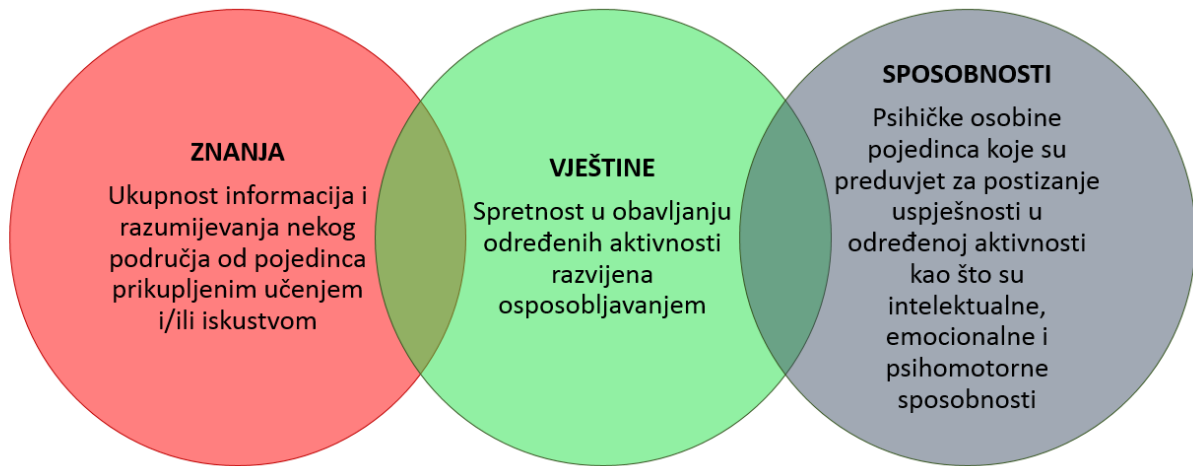 ZNANJA
Ukupnost informacija i
razumijevanja nekog
područja od pojedinca
prikupljenim učenjem
i/ili iskustvom
VJEŠTINE
Spretnost u obavljanju
određenih aktivnosti
razvijena
osposobljavanjem
SPOSOBNOSTI
Psihičke osobine
pojedinca koje su
preduvjet za postizanje
uspješnosti u
određenoj aktivnosti
kao što su
intelektualne,
emocionalne i
psihomotorne
sposobnosti